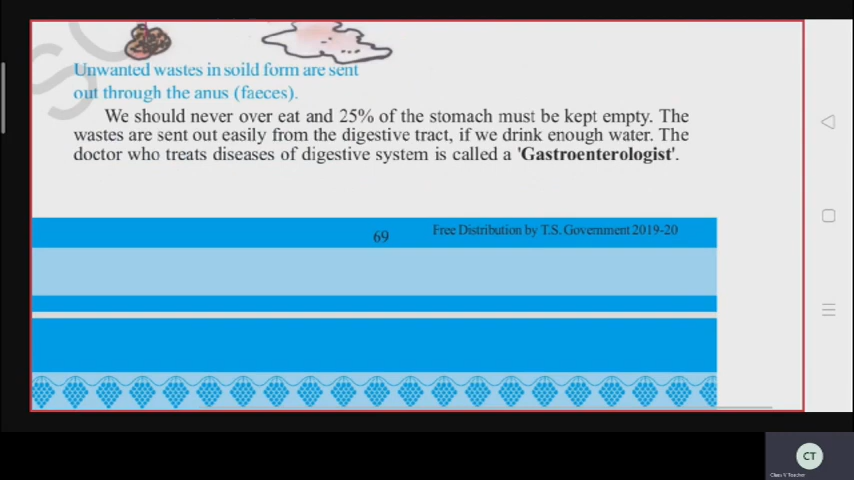 Unwanted wastes in soild form are sent
out through the anus (faeces).
We should never over eat and 25% of the stomach must be kept empty. The
wastes are sent out easily from the digestive tract, if we drink enough water. The
doctor who treats diseases of digestive system is called a 'Gastroenterologist'.
69
Free Distribution by T.S. Government 2019-20
CT
Class V Teacher